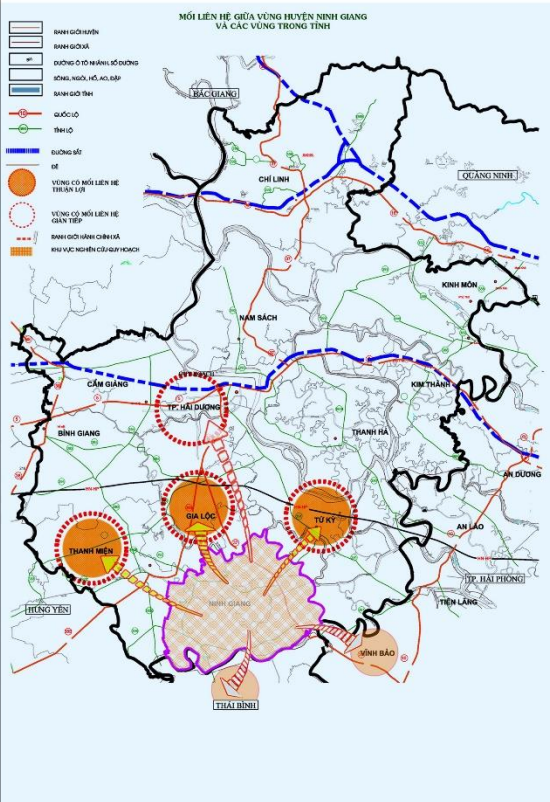 MỐI LIÊN HỆ GIỮA VÙNG HUYỆN NINH GIANG
VÀ CÁC VÙNG TRONG TỈNH
RANH GIỚI HUYỆN
RANH GIỚI XÃ
ĐƯỜNG Ô TÔ NHÁNH, SỐ ĐƯỜNG
SÔNG, NGÒI, HỒ, AO, ĐẬP
RANH GIỚI TỈNH
QUỐC LỘ
TỈNH LỘ
ĐƯỜNG SẮT
ĐÊ
VÙNG CÓ MỐI LIÊN HỆ
THUẬN LỢI
VÙNG CÓ MỐI LIÊN HỆ
GIÁN TIẾP
RANH GIỚI HÀNH CHÍNH XÃ
KHU VỰC NGHIÊN CỨU QUY HOẠCH
BẮC GIANG
CHÍ LINH
QUẢNG NINH
KINH MÔN
NAM SÁCH
CẨM GIÀNG
KIM THÀNH
TP. HẢI DƯƠNG
BÌNH GIANG
THANH HÀ
AN DƯƠNG
GIA LỘC
TỨ KỲ
AN LÃO
THANH MIỆN
TP. HẢI PHÒNG
NINH GIANG
TIÊN LÃNG
HƯNG YÊN
VĨNH BẢO
THÁI BÌNH